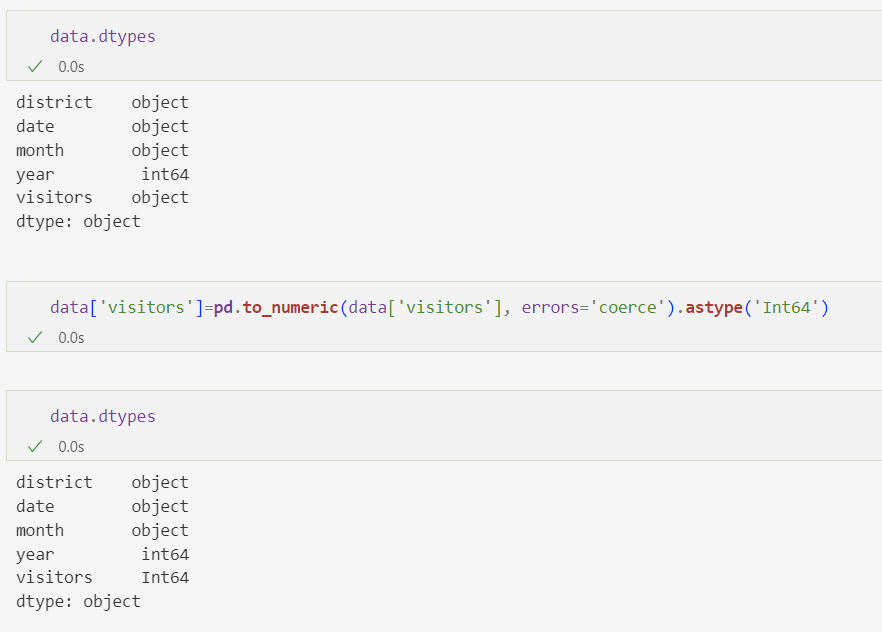 data.dtypes
✓ 0.0s
district    object
date        object
month       object
year         int64
visitors    object
dtype: object
data['visitors']=pd.to_numeric(data['visitors'], errors='coerce').astype('Int64')
✓ 0.0s
data.dtypes
✓ 0.0s
district    object
date        object
month       object
year         int64
visitors     Int64
dtype: object